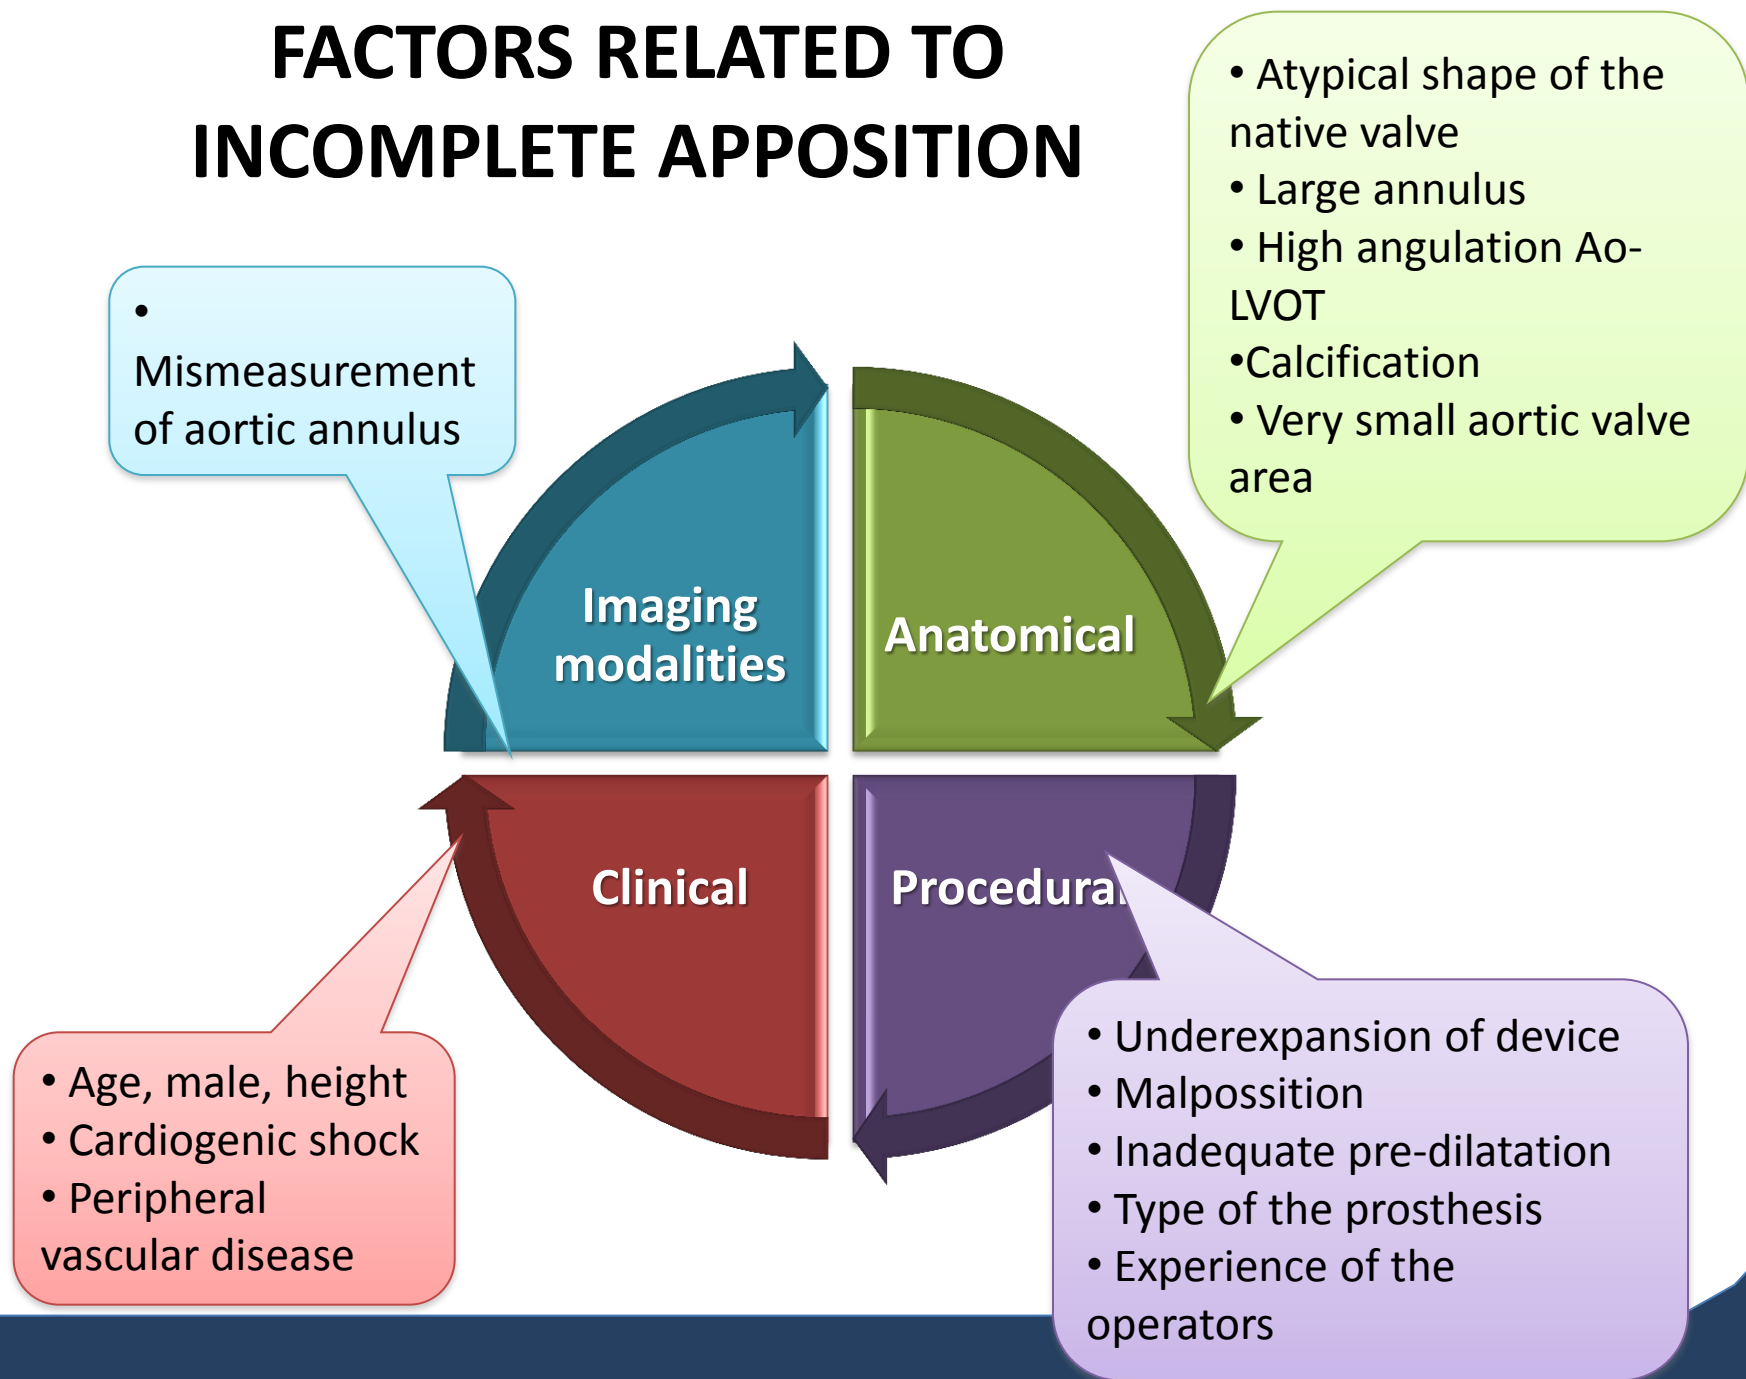 FACTORS RELATED TO
INCOMPLETE APPOSITION
• Atypical shape of the
native valve
• Large annulus
• High angulation Ao-
LVOT
•Calcification
• Very small aortic valve
area
•
Mismeasurement
of aortic annulus
Imaging
modalities
Anatomical
Clinical
Procedural
• Age, male, height
• Cardiogenic shock
• Peripheral
vascular disease
• Underexpansion of device
• Malpossition
• Inadequate pre-dilatation
• Type of the prosthesis
• Experience of the
operators